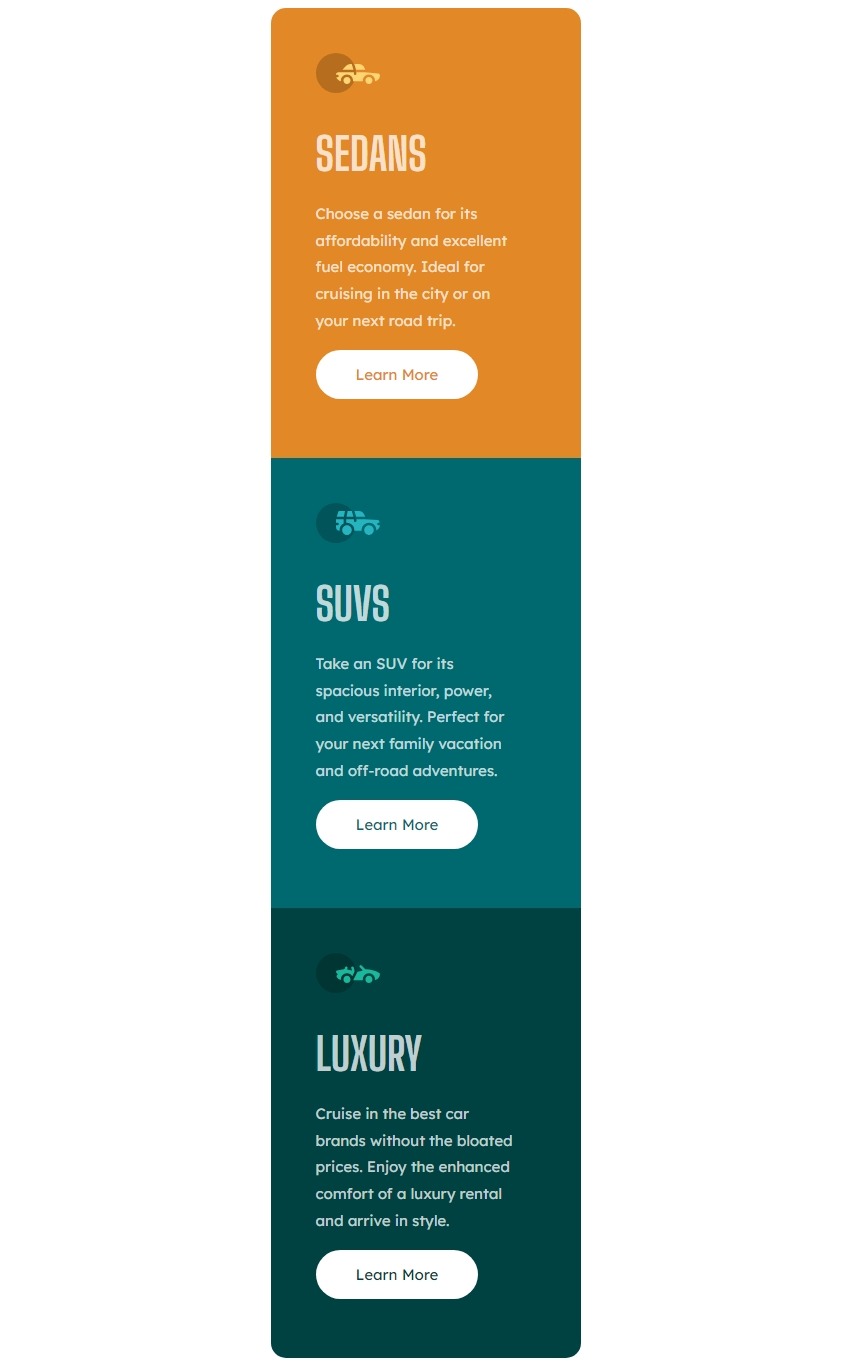 SEDANS
Choose a sedan for its
affordability and excellent
fuel economy. Ideal for
cruising in the city or on
your next road trip.
Learn More
SUVS
Take an SUV for its
spacious interior, power,
and versatility. Perfect for
your next family vacation
and off-road adventures.
Learn More
LUXURY
Cruise in the best car
brands without the bloated
prices. Enjoy the enhanced
comfort of a luxury rental
and arrive in style.
Learn More